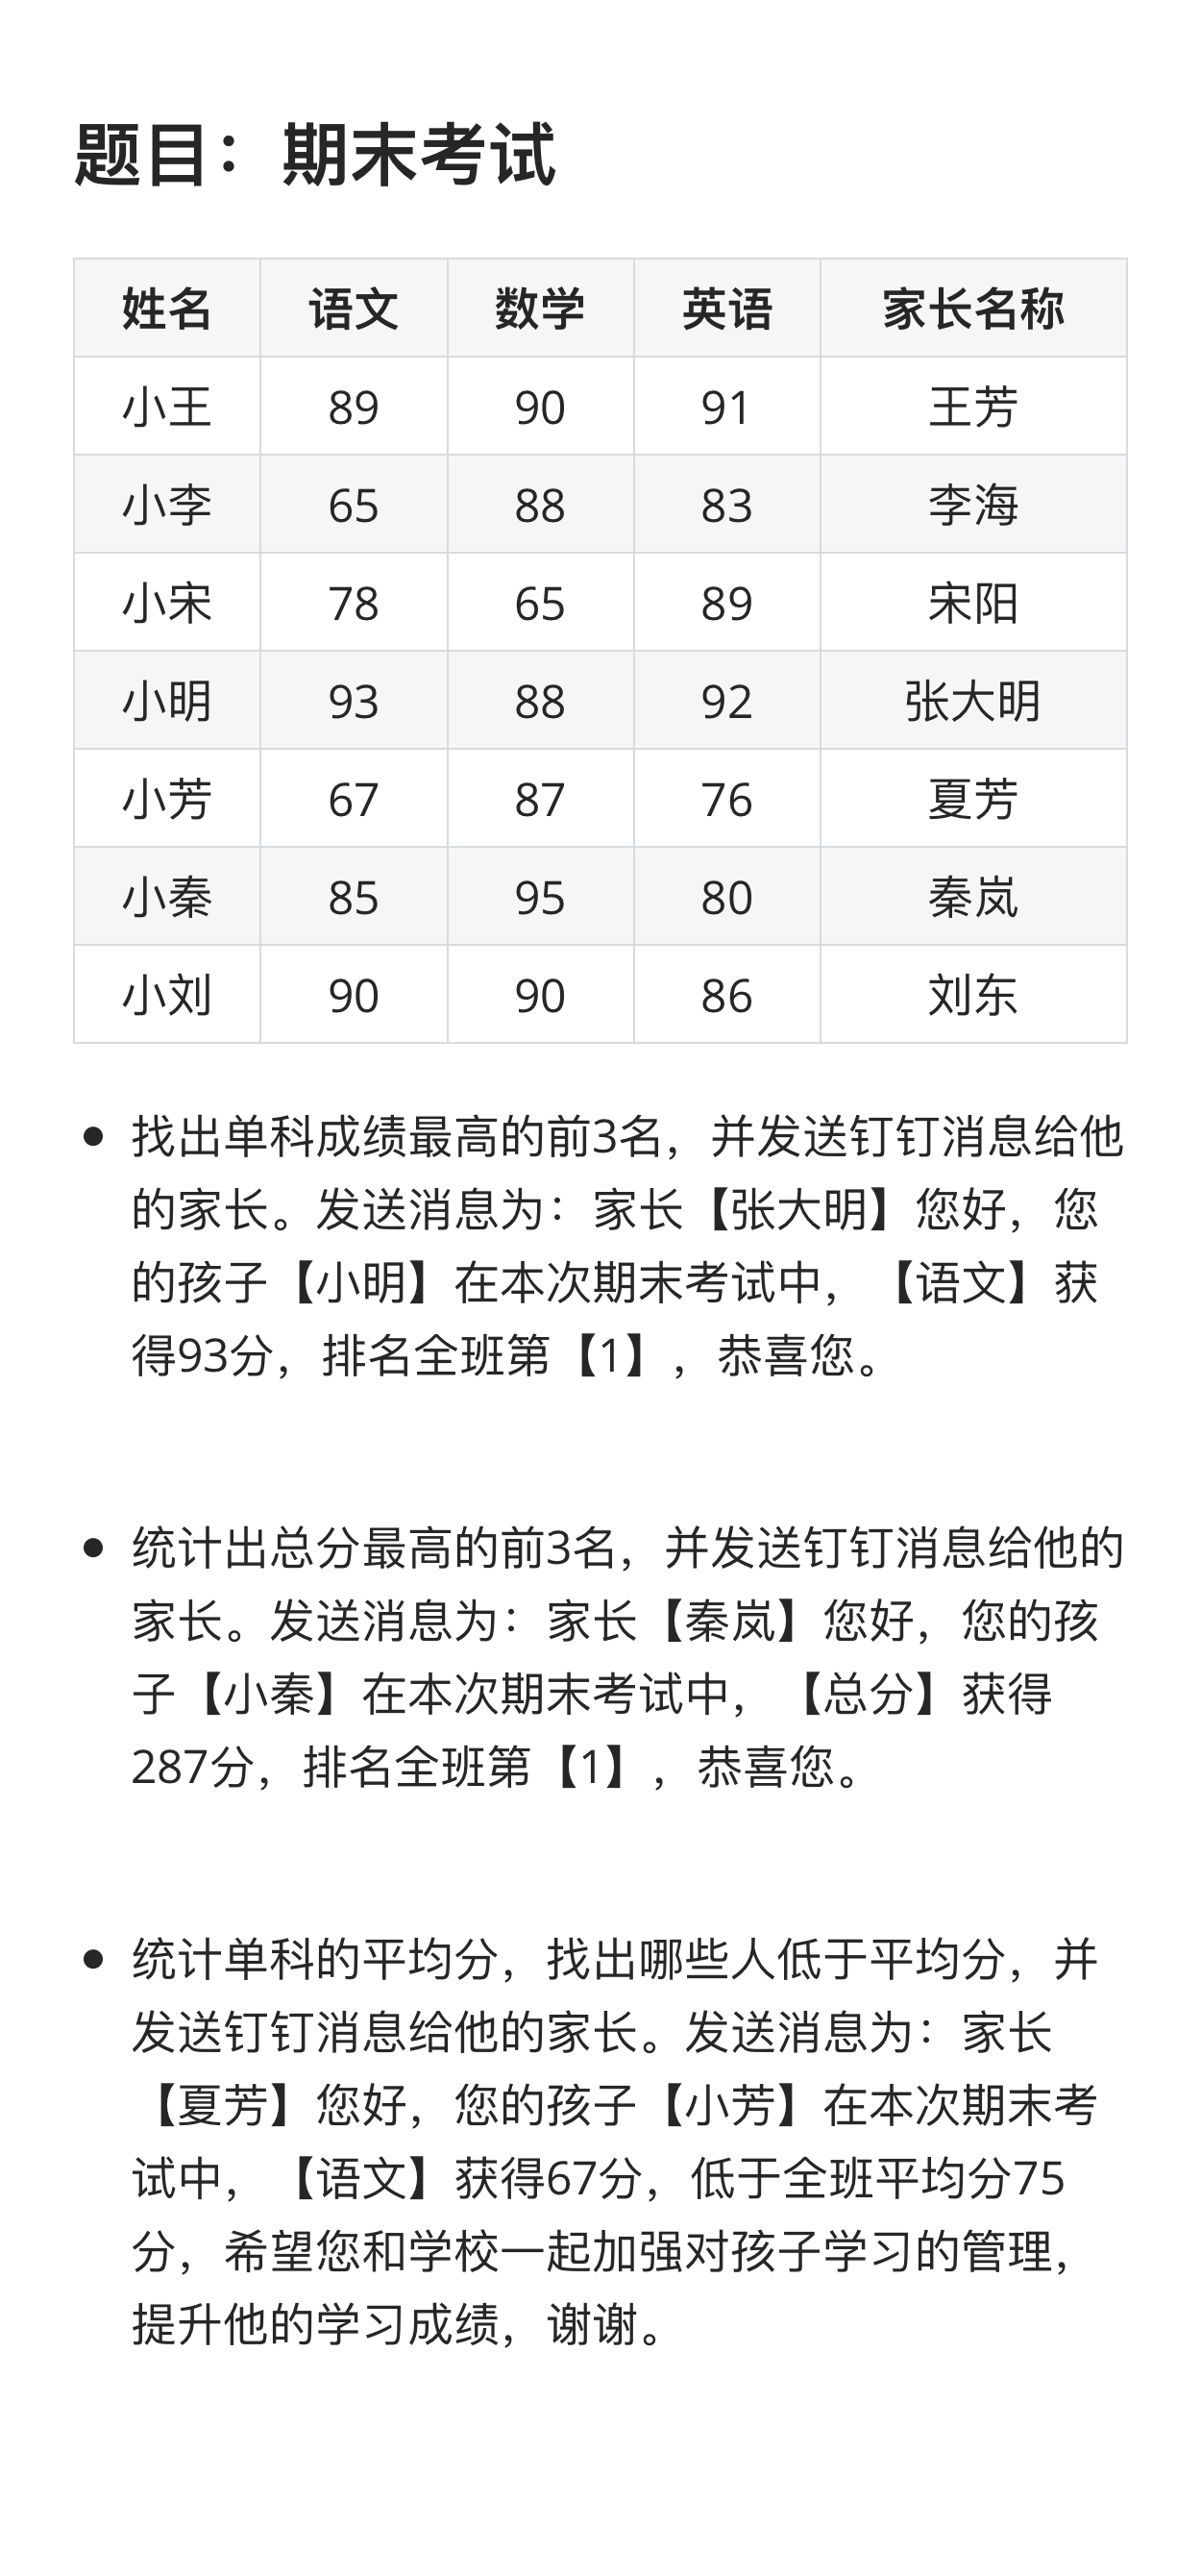 题目：期末考试
姓名 语文 数学 英语 家长名称
小王 89 90 91 王芳
小李 65 88 83 李海
小宋 78 65 89 宋阳
小明 93 88 92 张大明
小芳 67 87 76 夏芳
小秦 85 95 80 秦岚
小刘 90 90 86 刘东
• 找出单科成绩最高的前3名，并发送钉钉消息给他
的家长。发送消息为：家长【张大明】您好，您
的孩子【小明】在本次期末考试中，【语文】获
得93分，排名全班第【1】，恭喜您。
• 统计出总分最高的前3名，并发送钉钉消息给他的
家长。发送消息为：家长【秦岚】您好，您的孩
子【小秦】在本次期末考试中，【总分】获得
287分，排名全班第【1】，恭喜您。
• 统计单科的平均分，找出哪些人低于平均分，并
发送钉钉消息给他的家长。发送消息为：家长
【夏芳】您好，您的孩子【小芳】在本次期末考
试中，【语文】获得67分，低于全班平均分75
分，希望您和学校一起加强对孩子学习的管理，
提升他的学习成绩，谢谢。